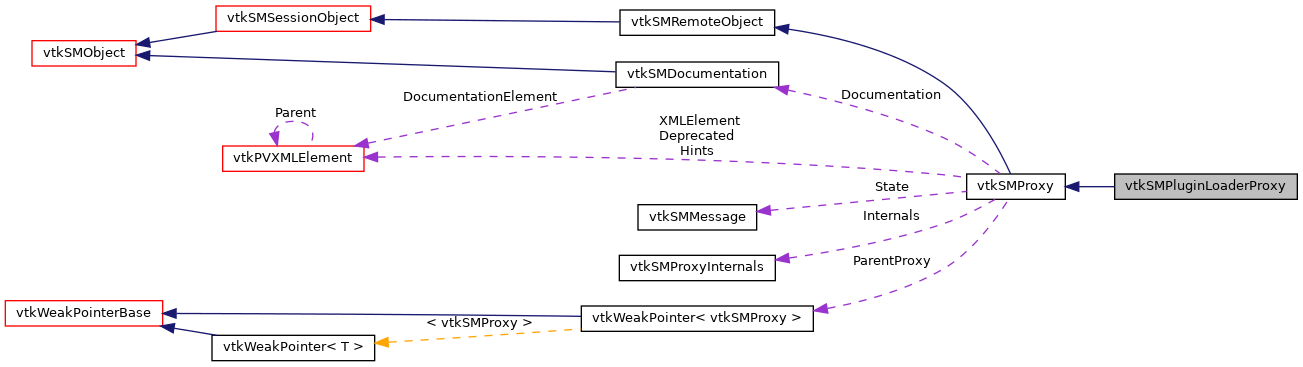 vtkSMSessionObject
vtkSMRemoteObject
vtkSMObject
vtkSMDocumentation
DocumentationElement
Documentation
Parent
XMLElement
Deprecated
Hints
vtkPVXMLElement
vtkSMProxy
vtkSMPluginLoaderProxy
State
vtkSMMessage
Internals
vtkSMProxyInternals
ParentProxy
vtkWeakPointerBase
vtkWeakPointer< vtkSMProxy >
< vtkSMProxy >
vtkWeakPointer< T >